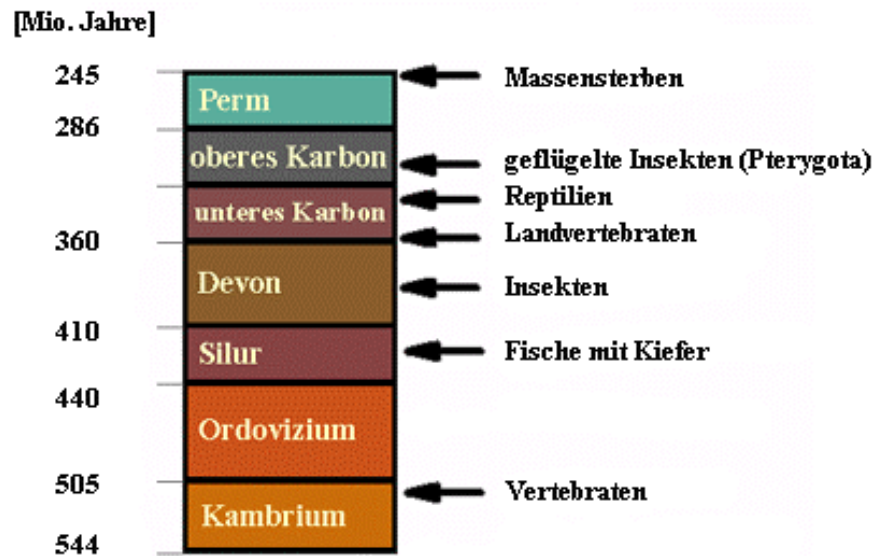 [Mio. Jahre]
245
Massensterben
Perm
286
oberes Karbon
geflügelte Insekten (Pterygota)
Reptilien
unteres Karbon
Landvertebraten
360
Devon
Insekten
410
Silur
Fische mit Kiefer
440
Ordovizium
505
Vertebraten
Kambrium
544